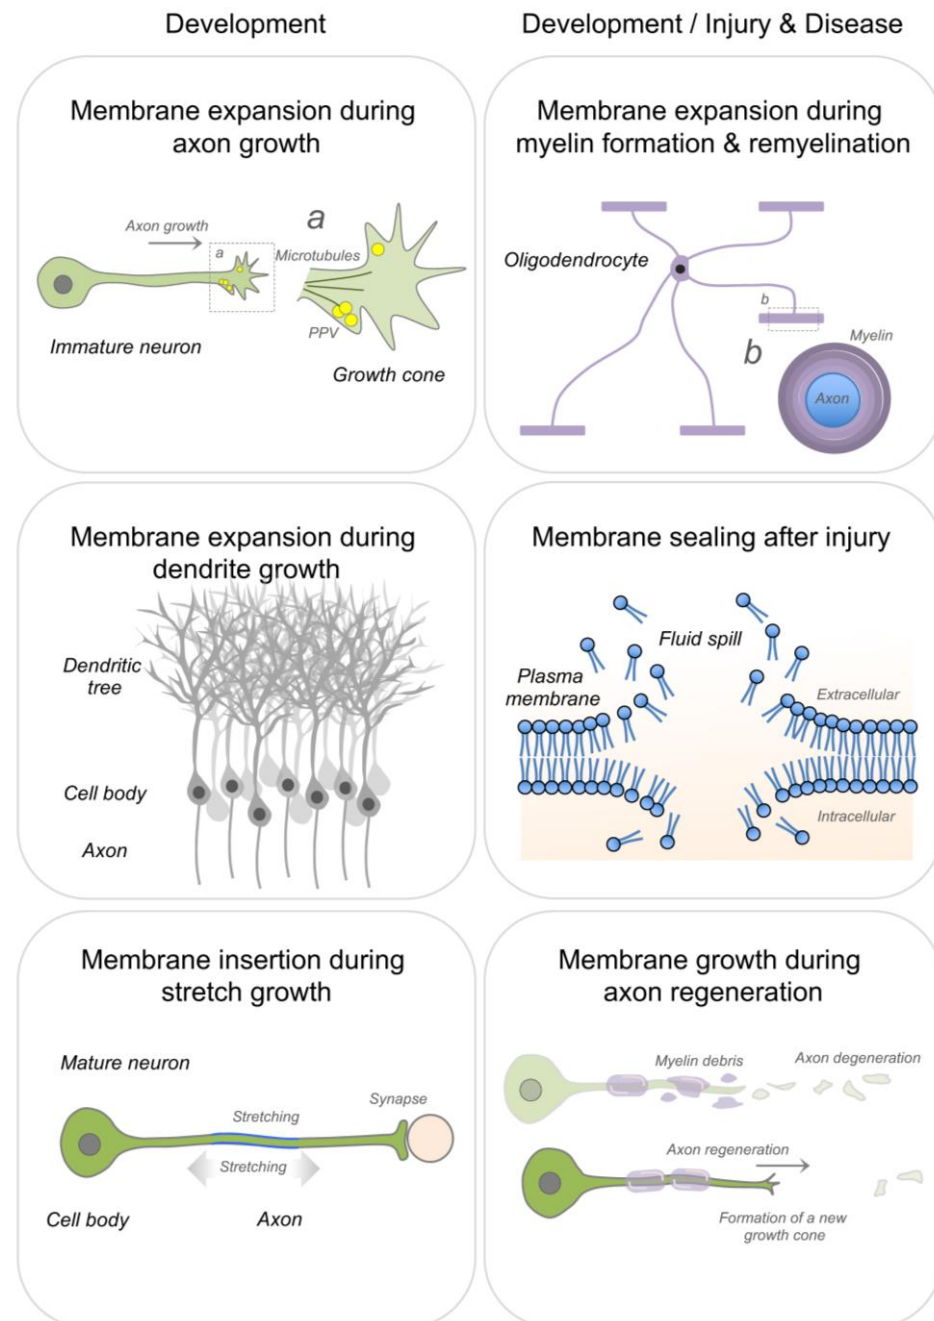 Development
Development / Injury & Disease
Membrane expansion during
axon growth
Axon growth
a
a
Microtubules
PPV
Immature neuron
Growth cone
Membrane expansion during
myelin formation & remyelination
Oligodendrocyte
b
b
Myelin
Axon
Membrane expansion during
dendrite growth
Dendritic
tree
Cell body
Axon
Membrane sealing after injury
Fluid spill
Plasma
membrane
Extracellular
Intracellular
Membrane insertion during
stretch growth
Mature neuron
Synapse
Stretching
Stretching
Cell body
Axon
Membrane growth during
axon regeneration
Myelin debris
Axon degeneration
Axon regeneration
Formation of a new
growth cone